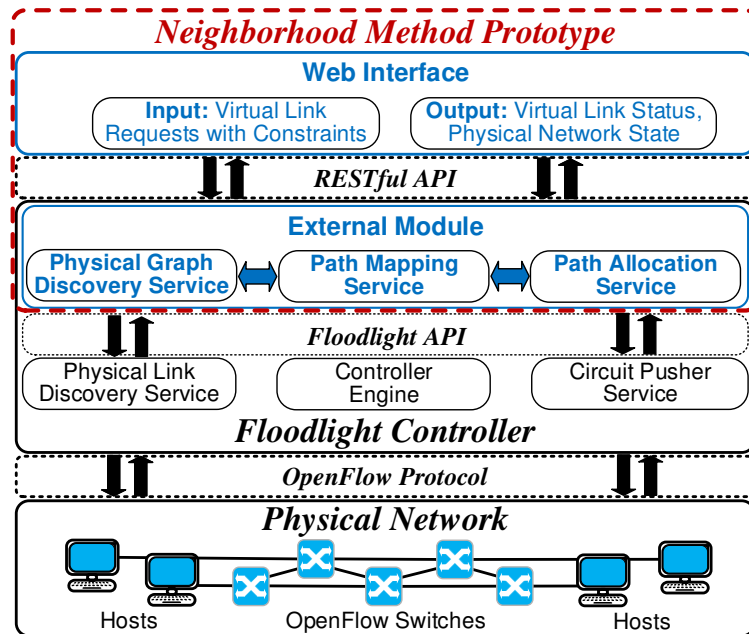 Neighborhood Method Prototype
Web Interface
Input: Virtual Link
Requests with Constraints
Output: Virtual Link Status,
Physical Network State
RESTful API
External Module
Physical Graph
Discovery Service
Path Mapping
Service
Path Allocation
Service
Floodlight API
Physical Link
Discovery Service
Controller
Engine
Circuit Pusher
Service
Floodlight Controller
OpenFlow Protocol
Physical Network
Hosts
OpenFlow Switches
Hosts